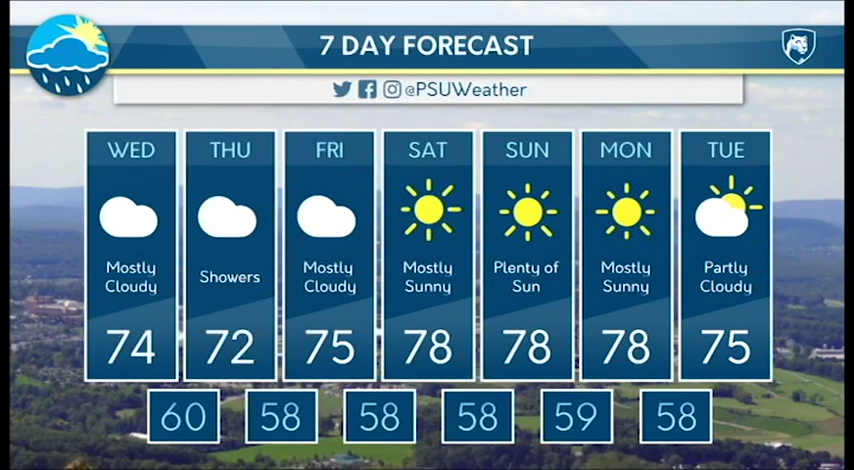 7 DAY FORECAST
@PSUWeather
WED THU FRI SAT SUN MON TUE
Mostly Cloudy
Showers
Mostly Cloudy
Mostly Sunny
Plenty of Sun
Mostly Sunny
Partly Cloudy
74 72 75 78 78 78 75
60 58 58 58 59 58